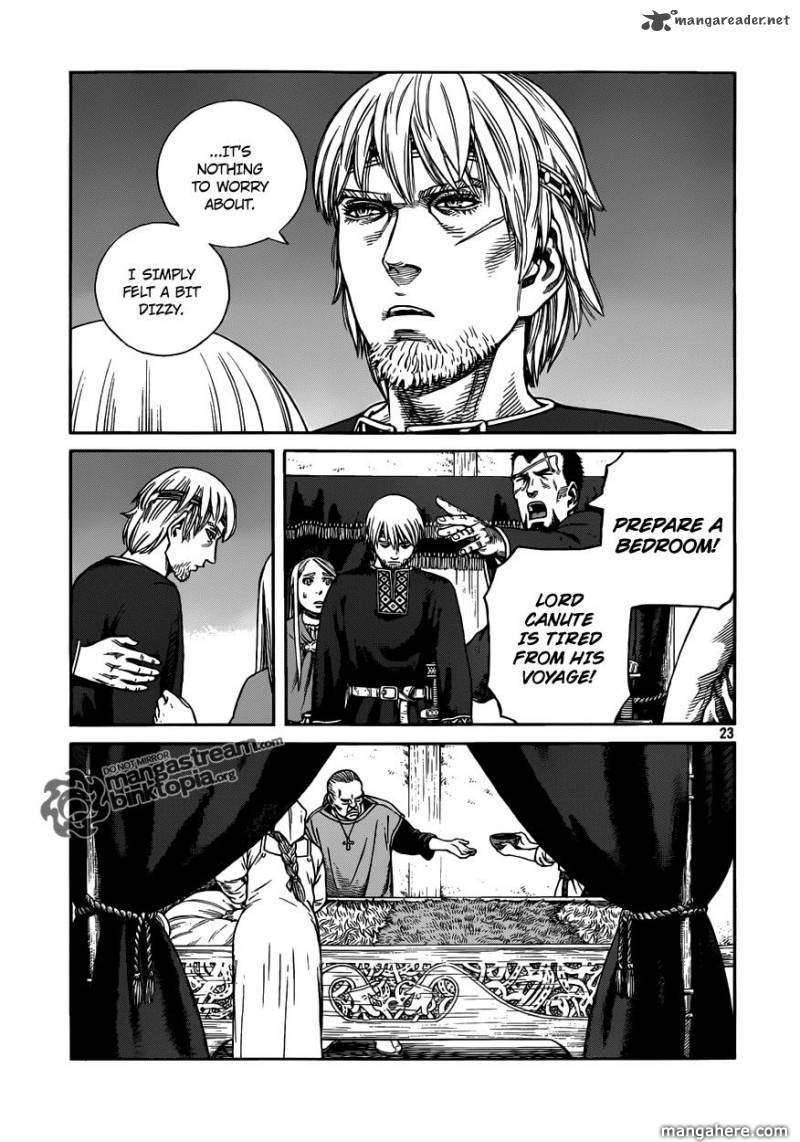 mangareader.net
...IT'S
NOTHING
TO WORRY
ABOUT.
I SIMPLY
FELT A BIT
DIZZY.
PREPARE A
BEDROOM!
LORD
CANUTE
IS TIRED
FROM HIS
VOYAGE!
23
DO NOT MIRROR
mangastream.com
binktopia.org
mangahere.com